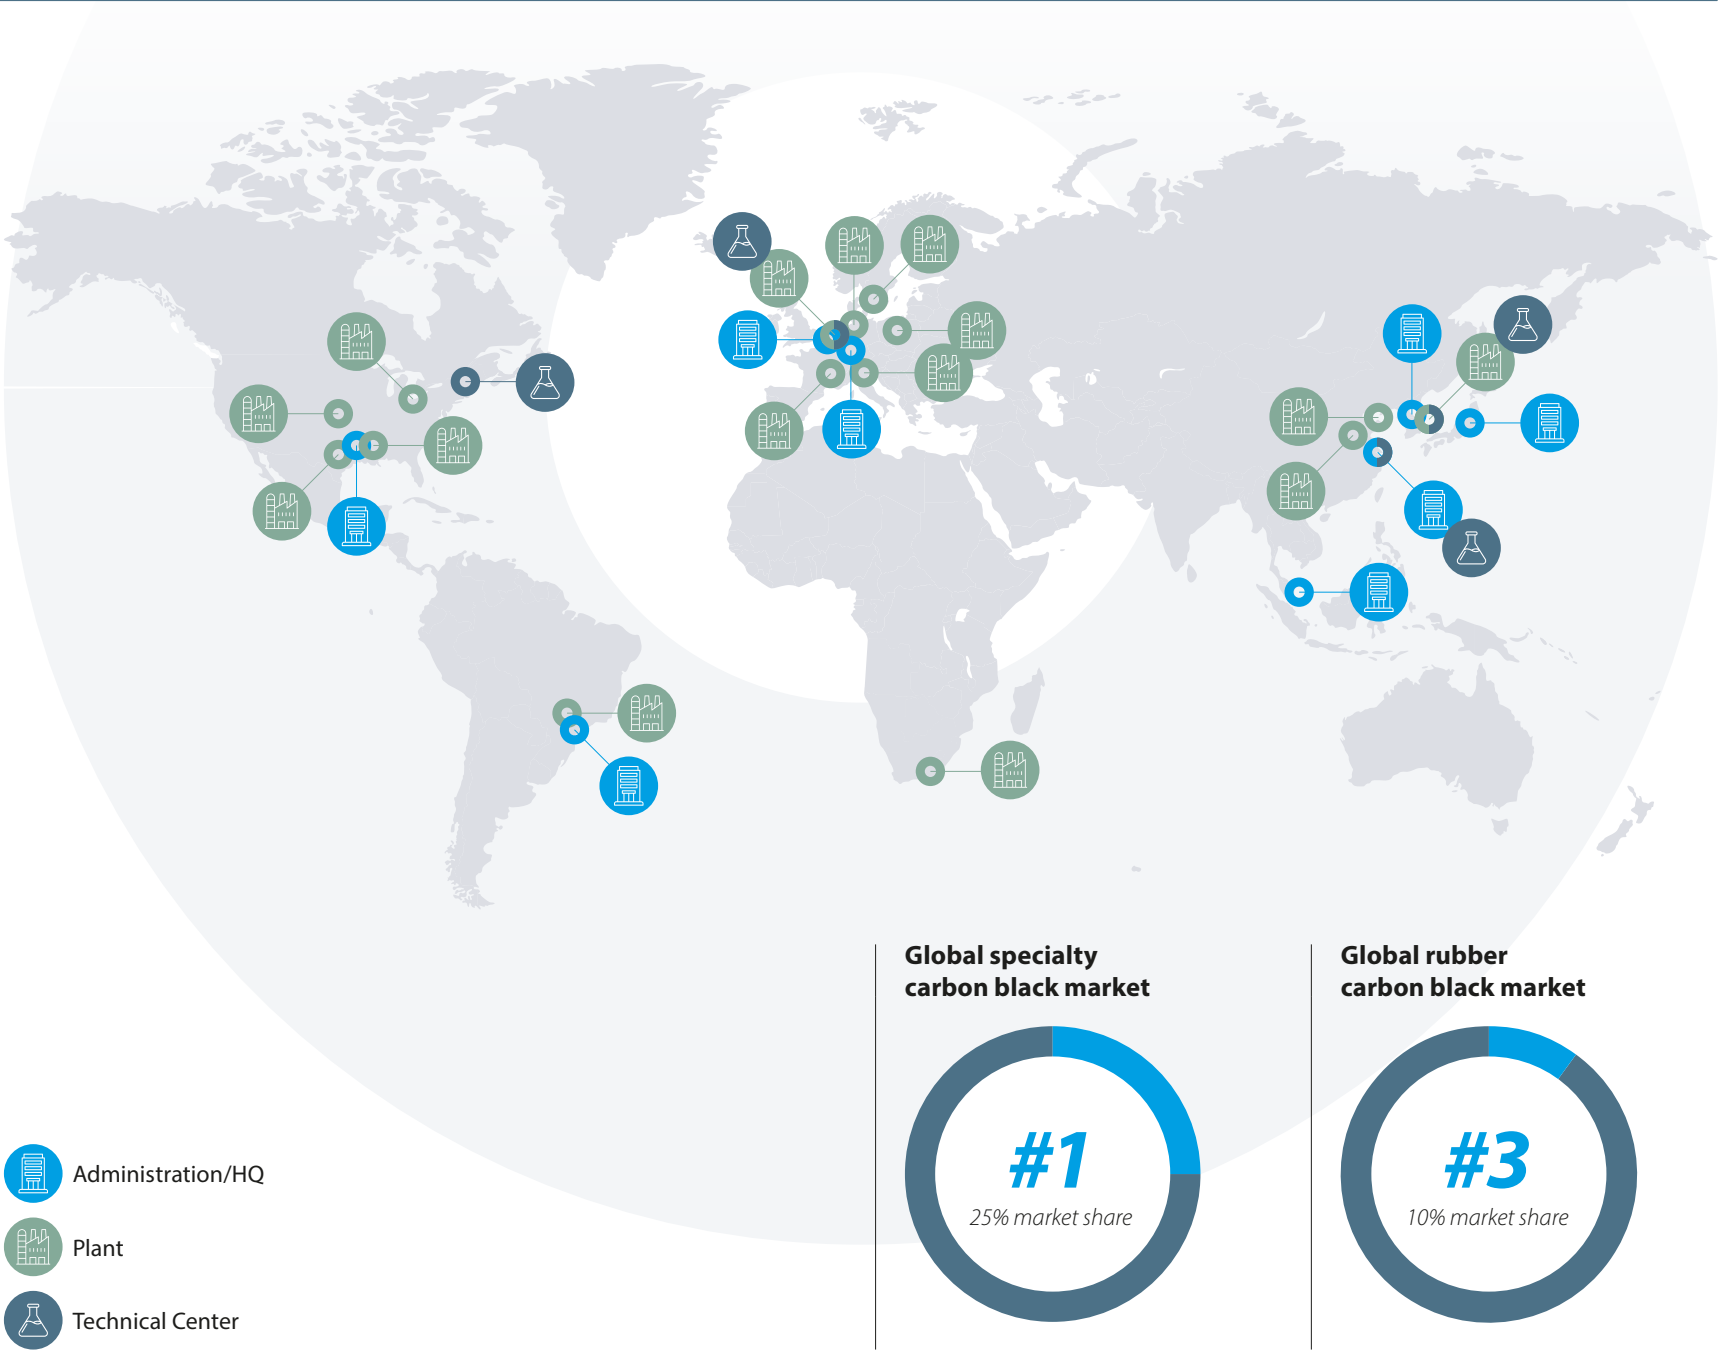 Global specialty
carbon black market
#1
25% market share
Global rubber
carbon black market
#3
10% market share
Administration/HQ
Plant
Technical Center